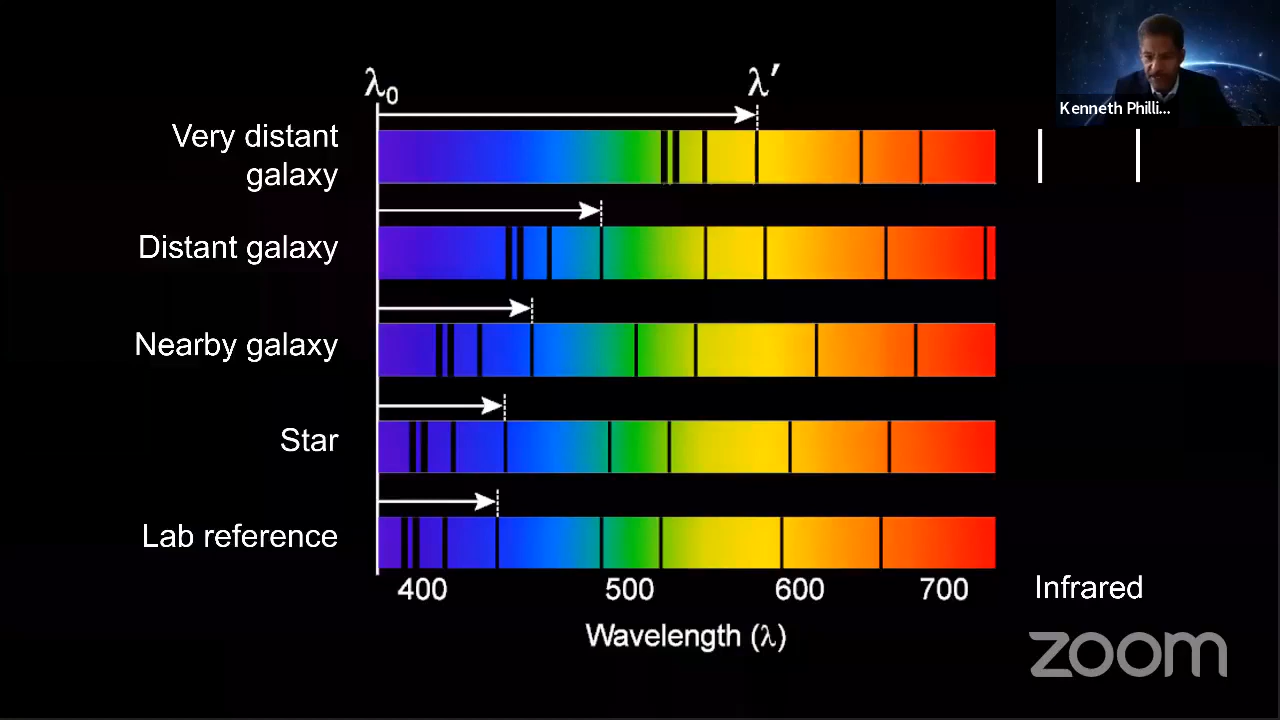 Kenneth Philli...
λ₀
λ′
Very distant
galaxy
Distant galaxy
Nearby galaxy
Star
Lab reference
400 500 600 700
Infrared
Wavelength (λ)
zoom